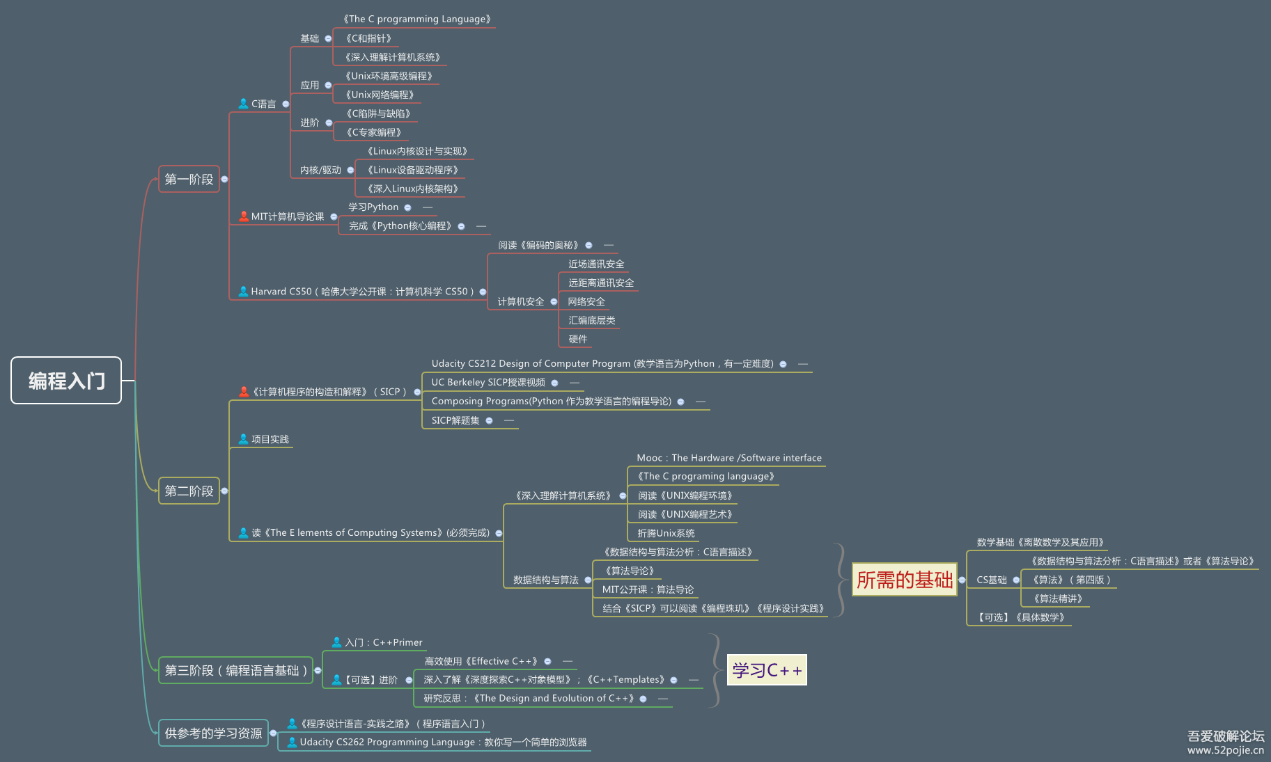 编程入门
第一阶段
C语言
基础
《The C programming Language》
《C和指针》
《深入理解计算机系统》
应用
《Unix环境高级编程》
《Unix网络编程》
进阶
《C陷阱与缺陷》
《C专家编程》
内核/驱动
《Linux内核设计与实现》
《Linux设备驱动程序》
《深入Linux内核架构》
MIT计算机导论课
学习Python
完成《Python核心编程》
Harvard CS50（哈佛大学公开课：计算机科学 CS50）
阅读《编码的奥秘》
计算机安全
近场通讯安全
远距离通讯安全
网络安全
汇编底层类
硬件
第二阶段
《计算机程序的构造和解释》（ SICP ）
Udacity CS212 Design of Computer Program (教学语言为Python，有一定难度)
UC Berkeley SICP授课视频
Composing Programs(Python 作为教学语言的编程导论)
SICP解题集
项目实践
读《The E lements of Computing Systems》(必须完成)
《深入理解计算机系统》
Mooc：The Hardware /Software interface
《The C programing language》
阅读《UNIX编程环境》
阅读《UNIX编程艺术》
折腾Unix系统
数据结构与算法
《数据结构与算法分析：C语言描述》
《算法导论》
MIT公开课：算法导论
结合《SICP》可以阅读《编程珠玑》《程序设计实践》
所需的基础
数学基础《离散数学及其应用》
CS基础
《数据结构与算法分析：C语言描述》或者《算法导论》
《算法》（第四版）
《算法精讲》
【可选】《具体数学》
第三阶段（编程语言基础）
入门：C++Primer
【可选】进阶
高效使用《Effective C++》
深入了解《深度探索C++对象模型》；《C++Templates》
研究反思：《The Design and Evolution of C++》
学习C++
供参考的学习资源
《程序设计语言-实践之路》（程序语言入门）
Udacity CS262 Programming Language：教你写一个简单的浏览器
吾爱破解论坛
www.52pojie.cn